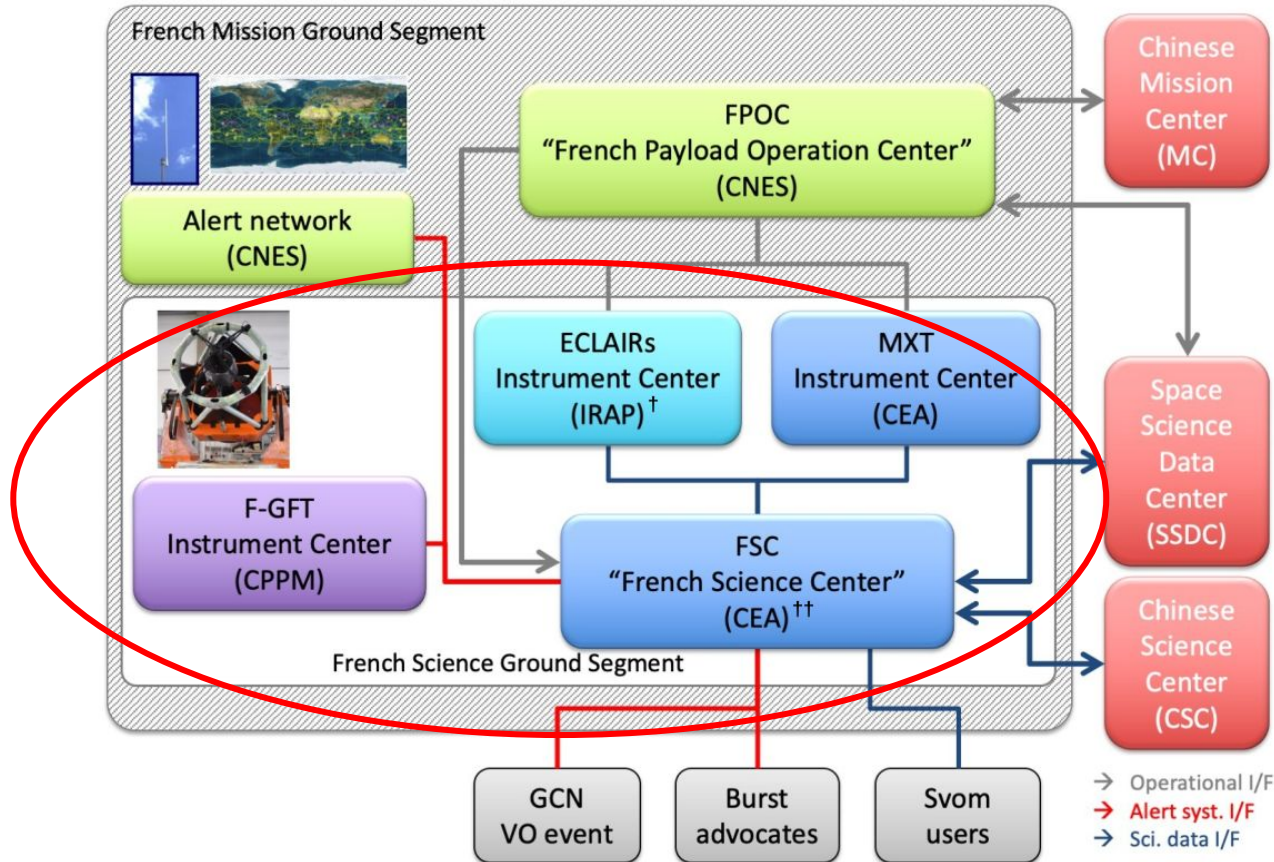 French Mission Ground Segment
FPOC
“French Payload Operation Center”
(CNES)
Chinese
Mission
Center
(MC)
Alert network
(CNES)
ECLAIRs
Instrument Center
(IRAP) †
MXT
Instrument Center
(CEA)
Space
Science
Data
Center
(SSDC)
F-GFT
Instrument Center
(CPPM)
FSC
“French Science Center”
(CEA) ††
French Science Ground Segment
Chinese
Science
Center
(CSC)
GCN
VO event
Burst
advocates
Svom
users
→ Operational I/F
→ Alert syst. I/F
→ Sci. data I/F